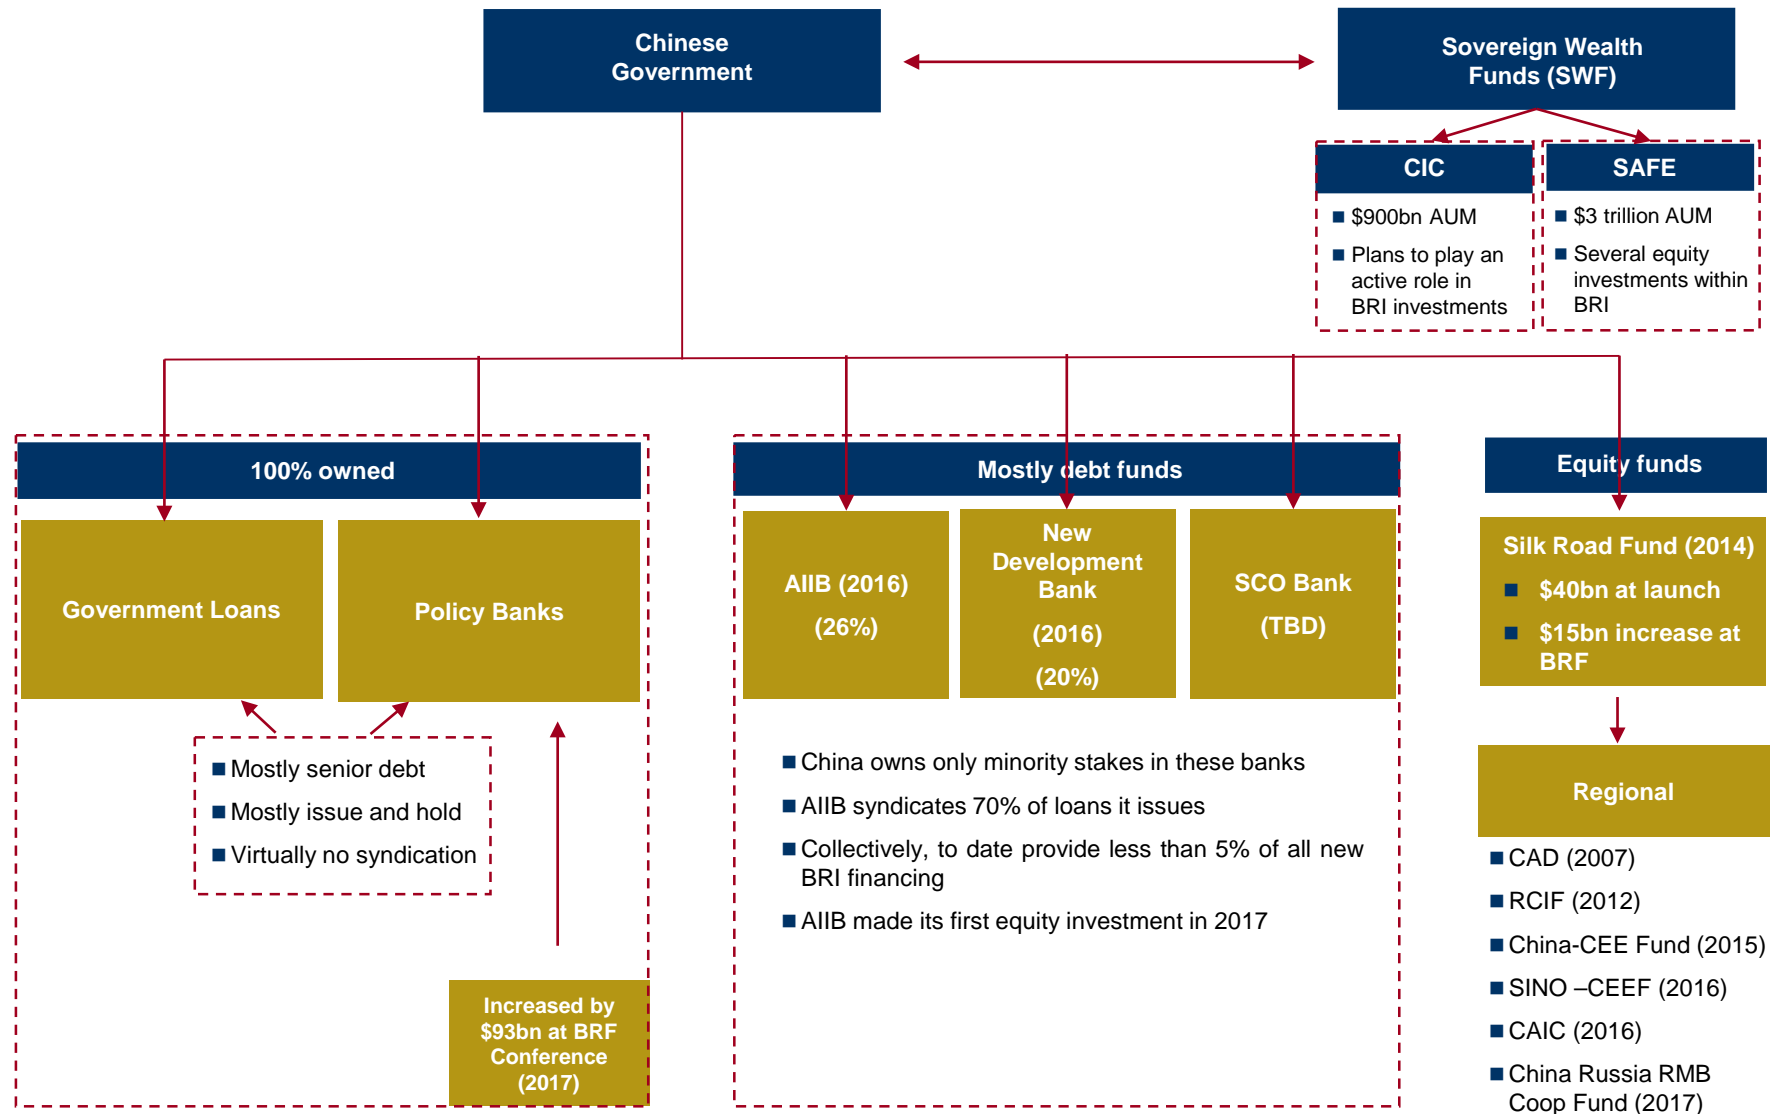 Chinese
Government
Sovereign Wealth
Funds (SWF)
CIC
$900bn AUM
Plans to play an
active role in
BRI investments
SAFE
$3 trillion AUM
Several equity
investments within
BRI
100% owned
Government Loans
Policy Banks
Mostly senior debt
Mostly issue and hold
Virtually no syndication
Increased by
$93bn at BRF
Conference
(2017)
Mostly debt funds
AIIB (2016)
(26%)
New
Development
Bank
(2016)
(20%)
SCO Bank
(TBD)
China owns only minority stakes in these banks
AIIB syndicates 70% of loans it issues
Collectively, to date provide less than 5% of all new
BRI financing
AIIB made its first equity investment in 2017
Equity funds
Silk Road Fund (2014)
$40bn at launch
$15bn increase at
BRF
Regional
CAD (2007)
RCIF (2012)
China-CEE Fund (2015)
SINO –CEEF (2016)
CAIC (2016)
China Russia RMB
Coop Fund (2017)